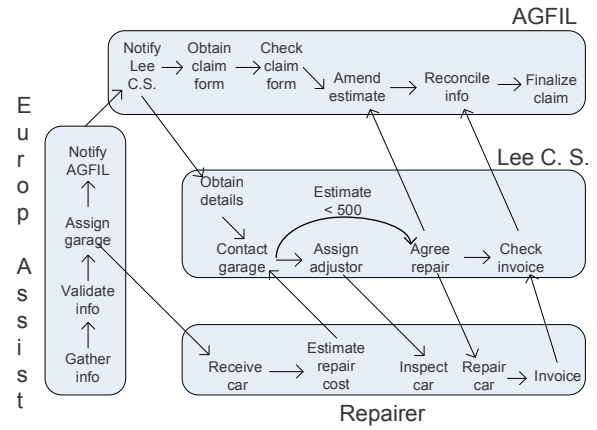 AGFIL
Notify
Lee
C.S.
Obtain
claim
form
Check
claim
form
Amend
estimate
Reconcile
info
Finalize
claim
Europ Assist
Notify
AGFIL
Assign
garage
Validate
info
Gather
info
Lee C. S.
Obtain
details
Contact
garage
Estimate
< 500
Assign
adjustor
Agree
repair
Check
invoice
Receive
car
Estimate
repair
cost
Inspect
car
Repair
car
Invoice
Repairer